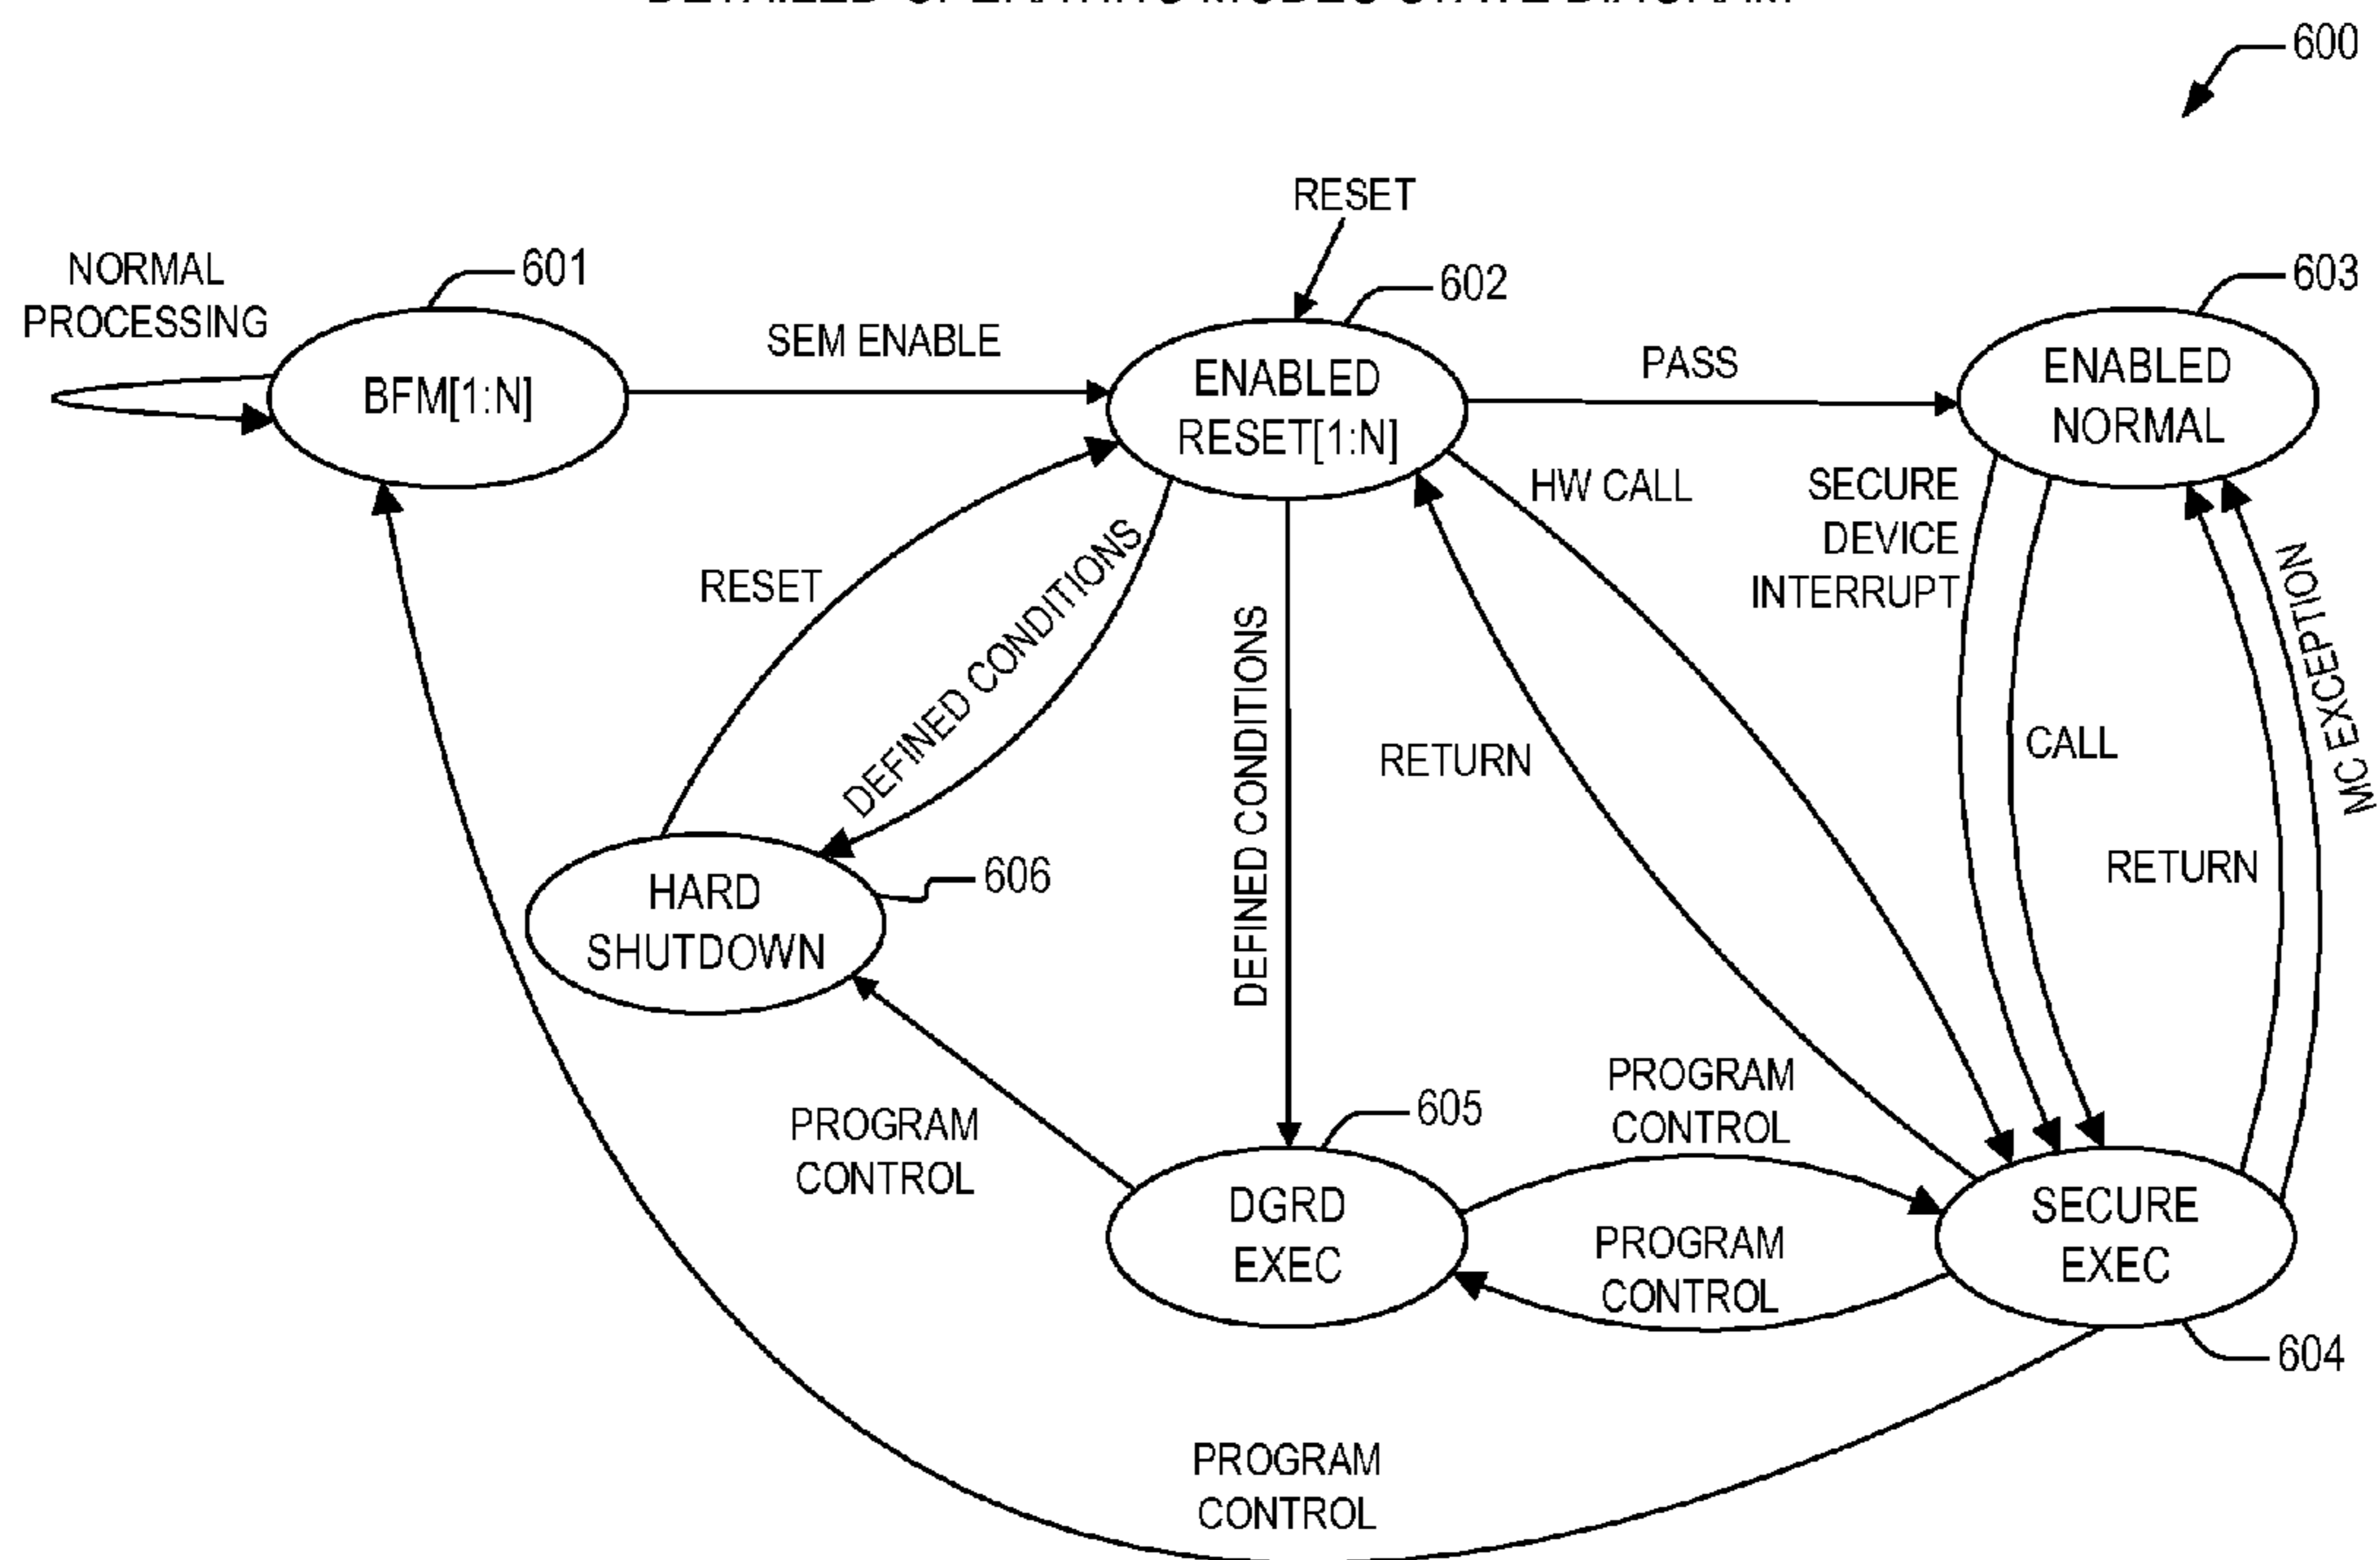 600
RESET
NORMAL
PROCESSING
601
602
603
SEM ENABLE
PASS
BFM[1:N]
ENABLED
RESET[1:N]
ENABLED
NORMAL
HW CALL
SECURE
DEVICE
INTERRUPT
RESET
DEFINED CONDITIONS
DEFINED CONDITIONS
RETURN
CALL
MC EXCEPTION
RETURN
HARD
SHUTDOWN
606
PROGRAM
CONTROL
605
PROGRAM
CONTROL
DGRD
EXEC
PROGRAM
CONTROL
SECURE
EXEC
604
PROGRAM
CONTROL